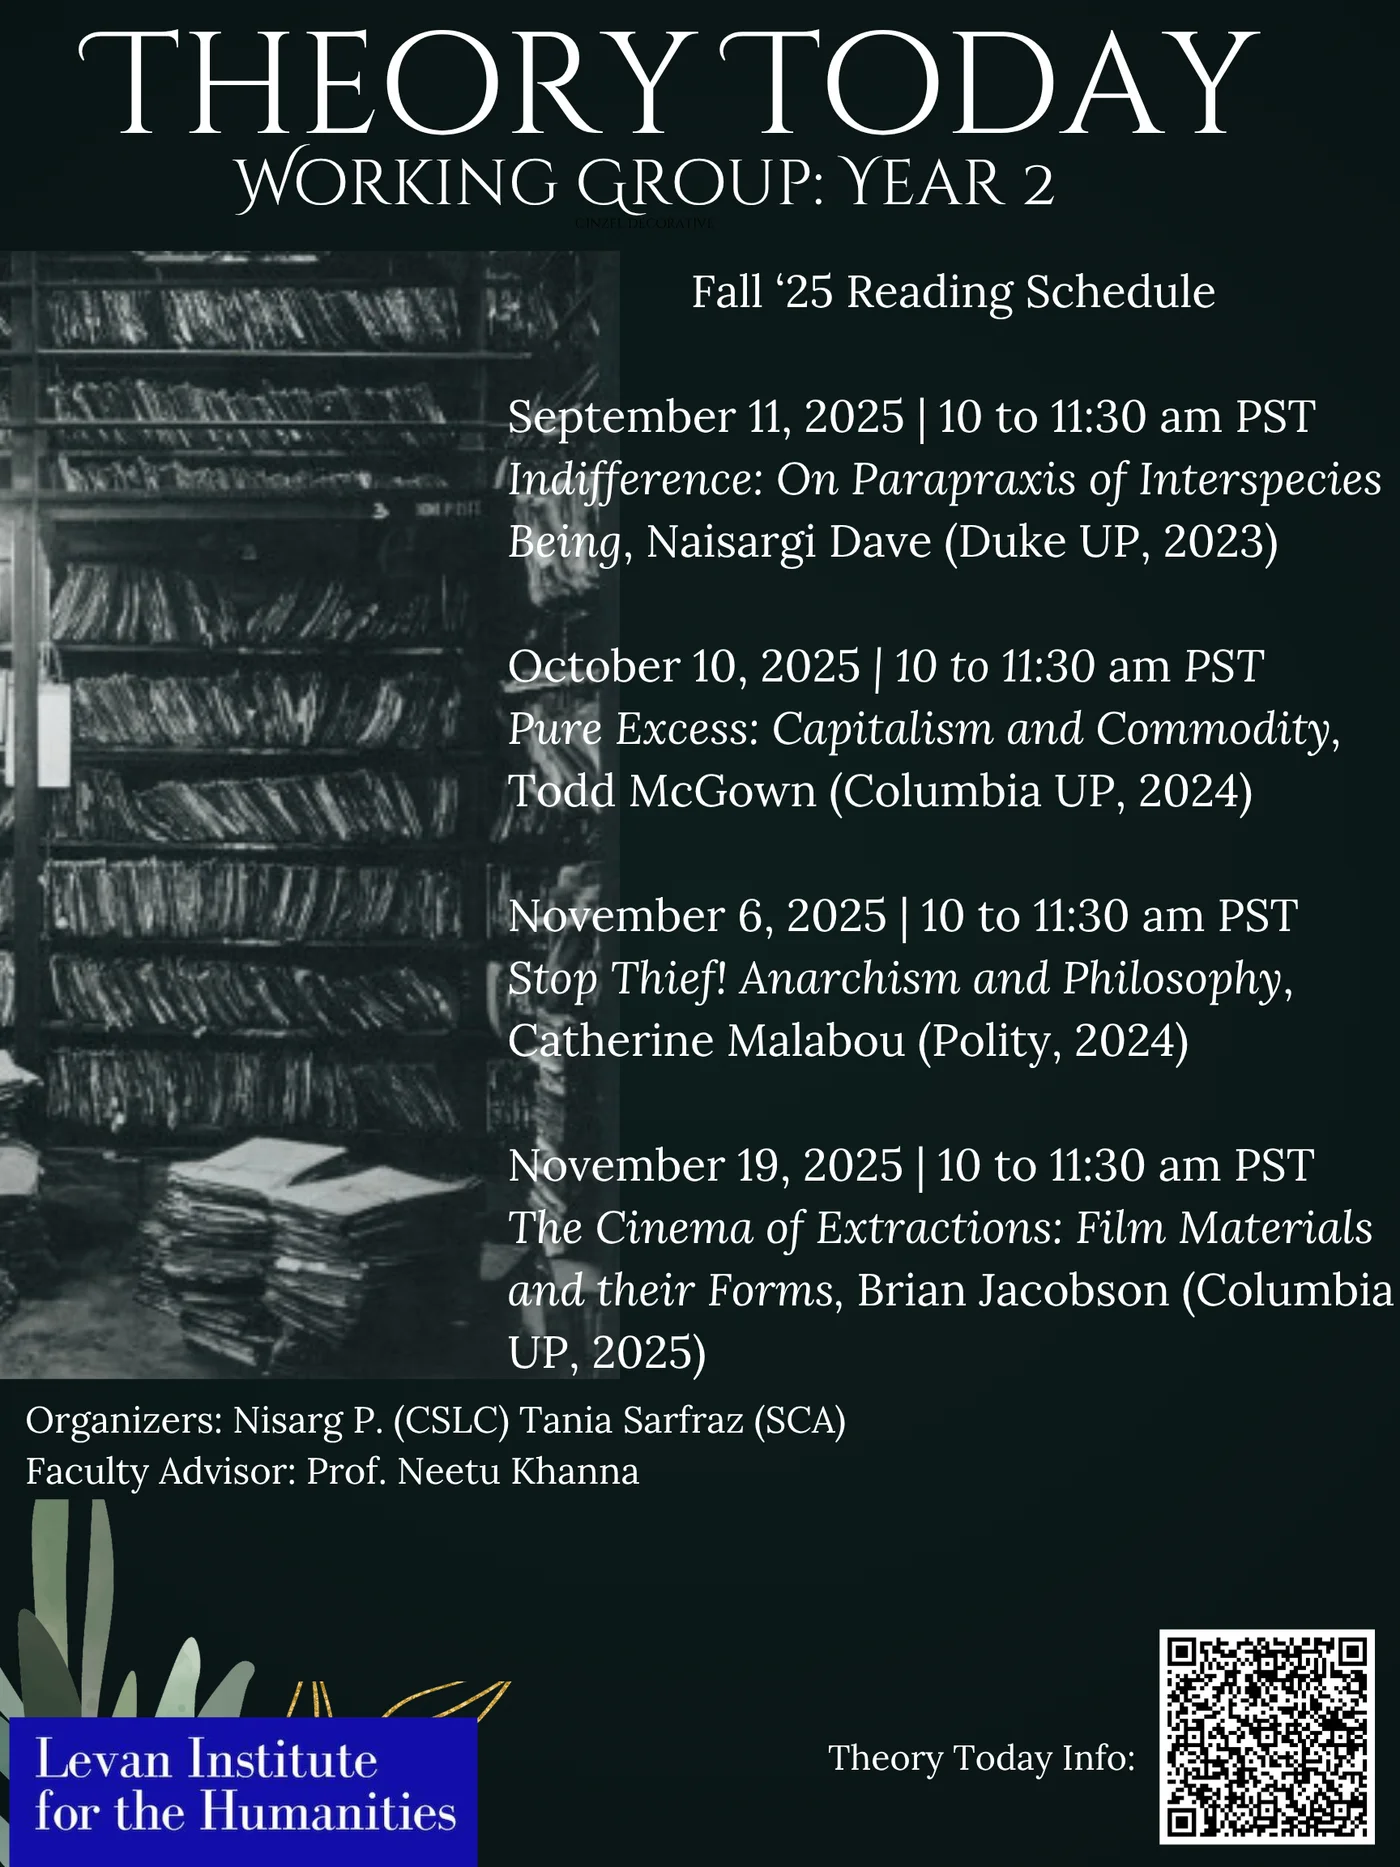 THEORY TODAY
WORKING GROUP: YEAR 2
CINZEL DECORATIVE
Fall ‘25 Reading Schedule
September 11, 2025 | 10 to 11:30 am PST
Indifference: On Parapraxis of Interspecies
Being, Naisargi Dave (Duke UP, 2023)
October 10, 2025 | 10 to 11:30 am PST
Pure Excess: Capitalism and Commodity,
Todd McGown (Columbia UP, 2024)
November 6, 2025 | 10 to 11:30 am PST
Stop Thief! Anarchism and Philosophy,
Catherine Malabou (Polity, 2024)
November 19, 2025 | 10 to 11:30 am PST
The Cinema of Extractions: Film Materials
and their Forms, Brian Jacobson (Columbia
UP, 2025)
Organizers: Nisarg P. (CSLC) Tania Sarfraz (SCA)
Faculty Advisor: Prof. Neetu Khanna
Levan Institute
for the Humanities
Theory Today Info: